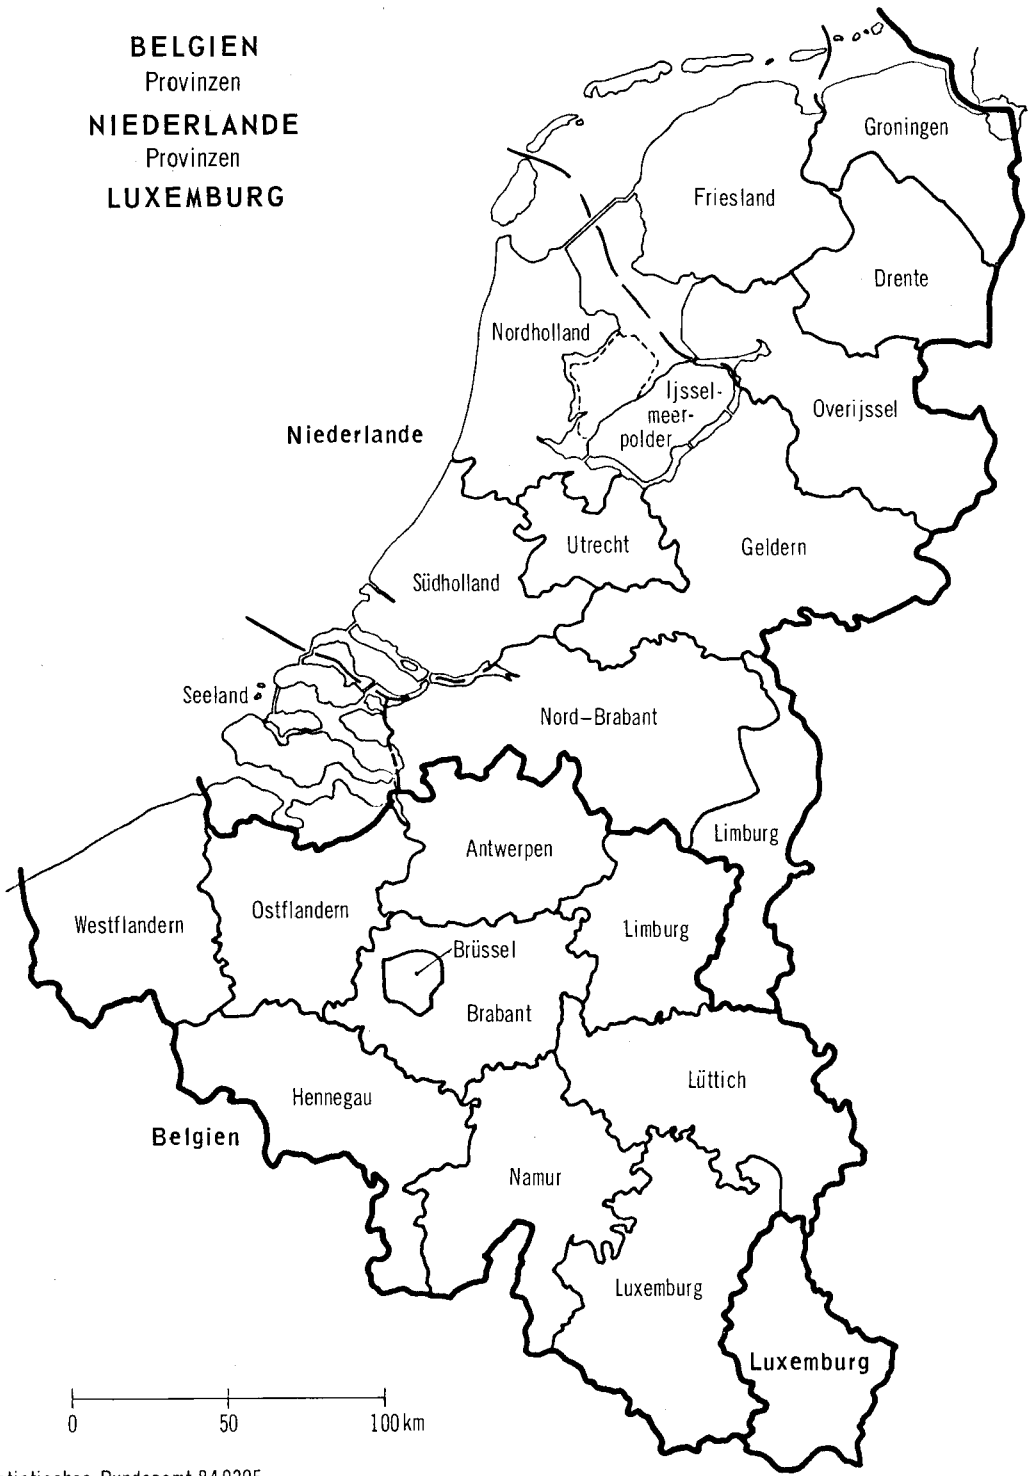 BELGIEN
Provinzen
NIEDERLANDE
Provinzen
LUXEMBURG
Groningen
Friesland
Drente
Nordholland
Ijssel-
meer-
polder
Overijssel
Niederlande
Utrecht
Geldern
Südholland
Seeland
Nord-Brabant
Limburg
Antwerpen
Westflandern
Ostflandern
Limburg
Brüssel
Brabant
Lüttich
Hennegau
Belgien
Namur
Luxemburg
Luxemburg
0 50 100 km